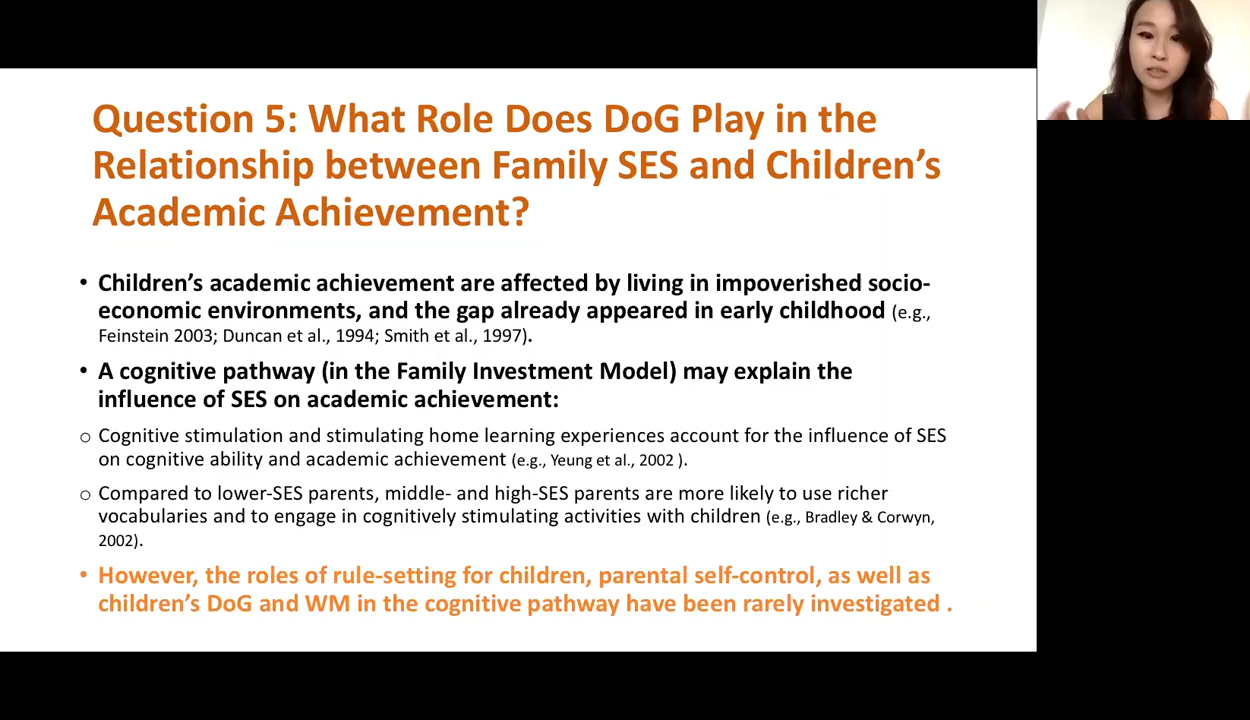 Question 5: What Role Does DoG Play in the
Relationship between Family SES and Children’s
Academic Achievement?
• Children’s academic achievement are affected by living in impoverished socio-
economic environments, and the gap already appeared in early childhood (e.g.,
Feinstein 2003; Duncan et al., 1994; Smith et al., 1997).
• A cognitive pathway (in the Family Investment Model) may explain the
influence of SES on academic achievement:
○ Cognitive stimulation and stimulating home learning experiences account for the influence of SES
on cognitive ability and academic achievement (e.g., Yeung et al., 2002 ).
○ Compared to lower-SES parents, middle- and high-SES parents are more likely to use richer
vocabularies and to engage in cognitively stimulating activities with children (e.g., Bradley & Corwyn,
2002).
• However, the roles of rule-setting for children, parental self-control, as well as
children’s DoG and WM in the cognitive pathway have been rarely investigated .